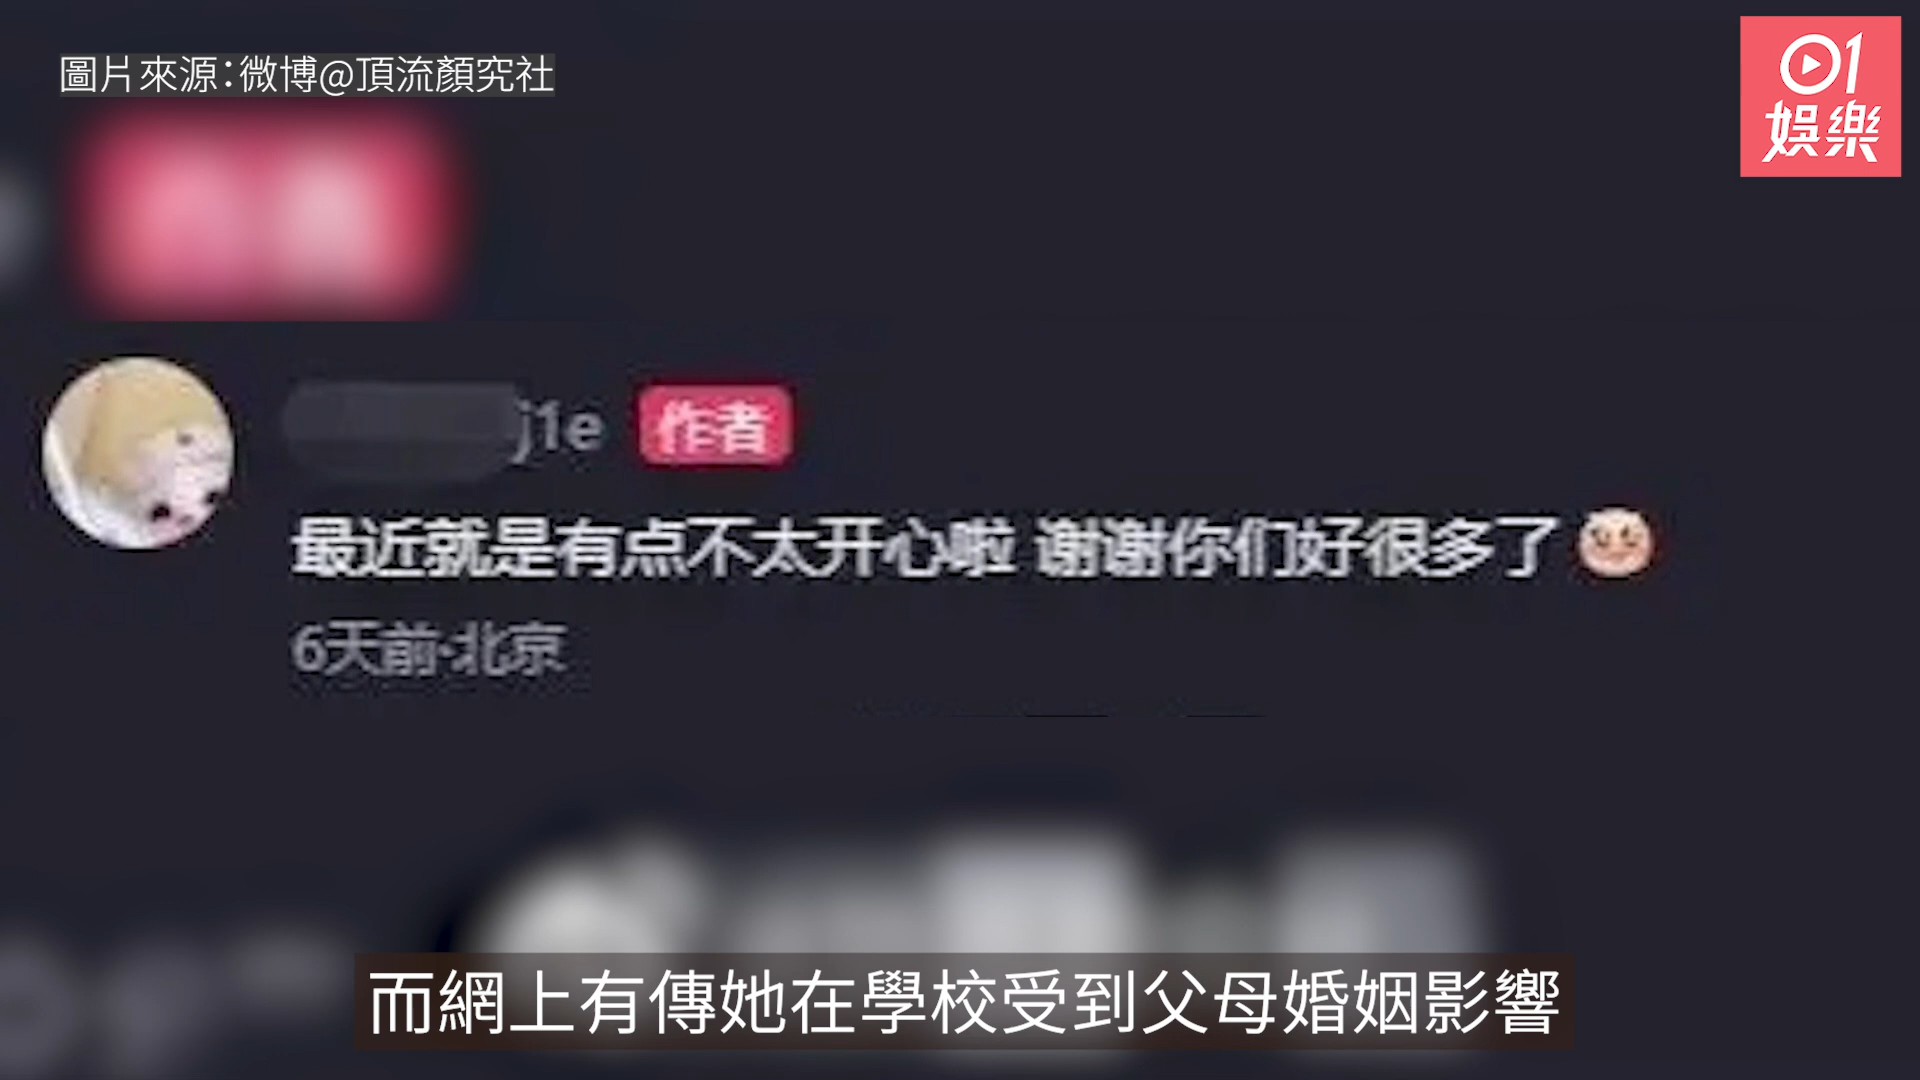 圖片來源：微博@頂流顏究社
01
娛樂
j1e 作者
最近就是有点不太开心啦 谢谢你们好很多了
6天前·北京
而網上有傳她在學校受到父母婚姻影響